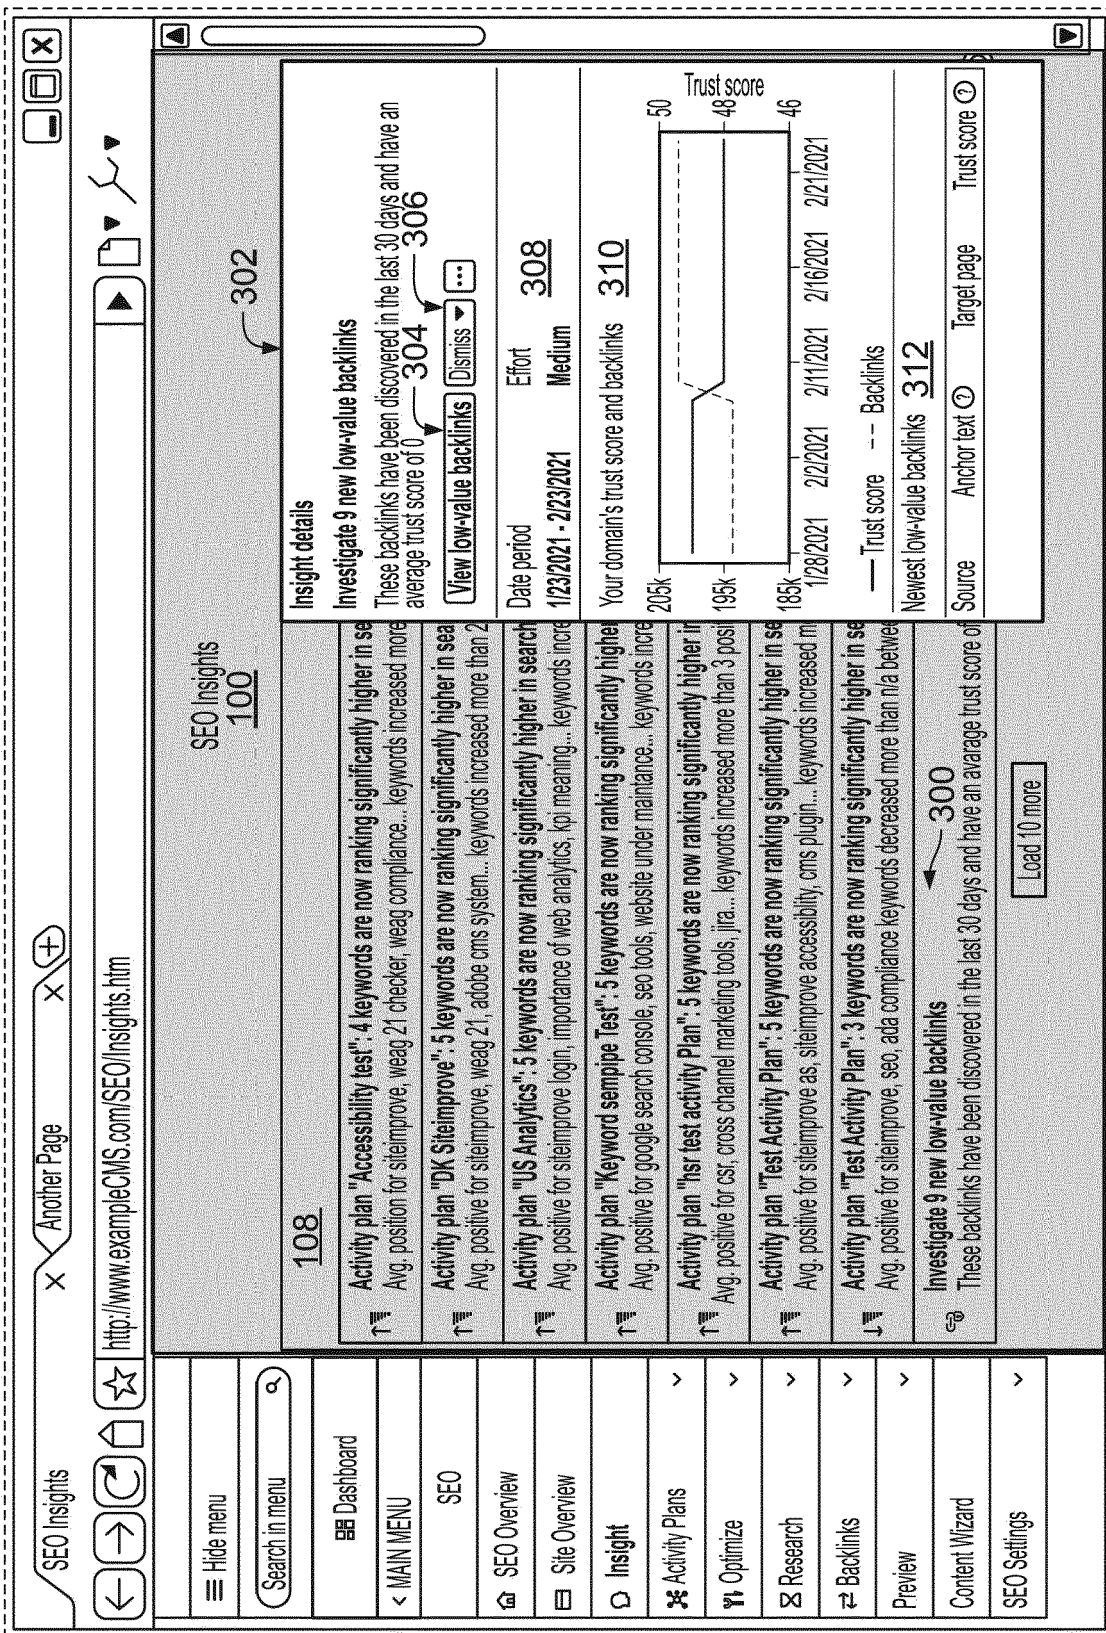 SEO Insights
X
Another Page
X
http://www.exampleCMS.com/SEO/Insights.htm
Hide menu
Search in menu
Dashboard
< MAIN MENU
SEO
SEO Overview
Site Overview
Insight
Activity Plans
Optimize
Research
Backlinks
Preview
Content Wizard
SEO Settings
SEO Insights
100
108
Activity plan "Accessibility test": 4 keywords are now ranking significantly higher in se
Avg. position for siteimprove, weag 21 checker, weag compliance... keywords increased more
Activity plan "DK Siteimprove": 5 keywords are now ranking significantly higher in sea
Avg. positive for siteimprove, weag 21, adobe cms system... keywords increased more than 2
Activity plan "US Analytics": 5 keywords are now ranking significantly higher in search
Avg. positive for siteimprove login, importance of web analytics, kpi meaning... keywords incre
Activity plan "Keyword sempipe Test": 5 keywords are now ranking significantly higher
Avg. positive for google search console, seo tools, website under maintance... keywords incre
Activity plan "hsr test activity Plan": 5 keywords are now ranking significantly higher in
Avg. positive for csr, cross channel marketing tools, jira... keywords increased more than 3 posi
Activity plan "Test Activity Plan": 5 keywords are now ranking significantly higher in se
Avg. positive for siteimprove as, siteimprove accessibility, cms plugin... keywords increased m
Activity plan "Test Activity Plan": 3 keywords are now ranking significantly higher in se
Avg. positive for siteimprove, seo, ada compliance keywords decreased more than n/a betwee
Investigate 9 new low-value backlinks
These backlinks have been discovered in the last 30 days and have an avarage trust score of
300
Load 10 more
302
Insight details
Investigate 9 new low-value backlinks
These backlinks have been discovered in the last 30 days and have an
average trust score of 0
304
306
View low-value backlinks
Dismiss
...
Date period
Effort
308
1/23/2021 - 2/23/2021
Medium
Your domain's trust score and backlinks
310
205k
195k
185k
50
48
46
Trust score
1/28/2021 2/2/2021 2/11/2021 2/16/2021 2/21/2021
Trust score
Backlinks
Newest low-value backlinks
312
Source Anchor text ? Target page Trust score ?